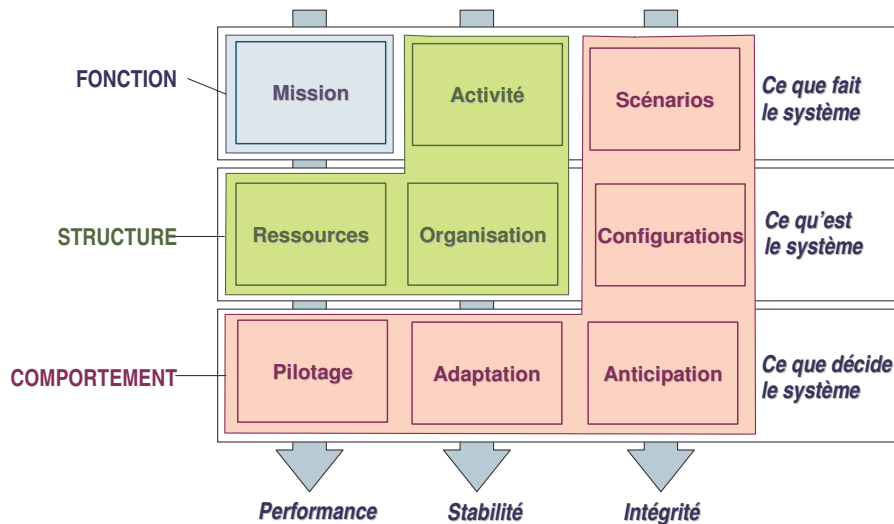 FONCTION
Mission
Activité
Scénarios
Ce que fait
le système
STRUCTURE
Ressources
Organisation
Configurations
Ce qu'est
le système
COMPORTEMENT
Pilotage
Adaptation
Anticipation
Ce que décide
le système
Performance
Stabilité
Intégrité